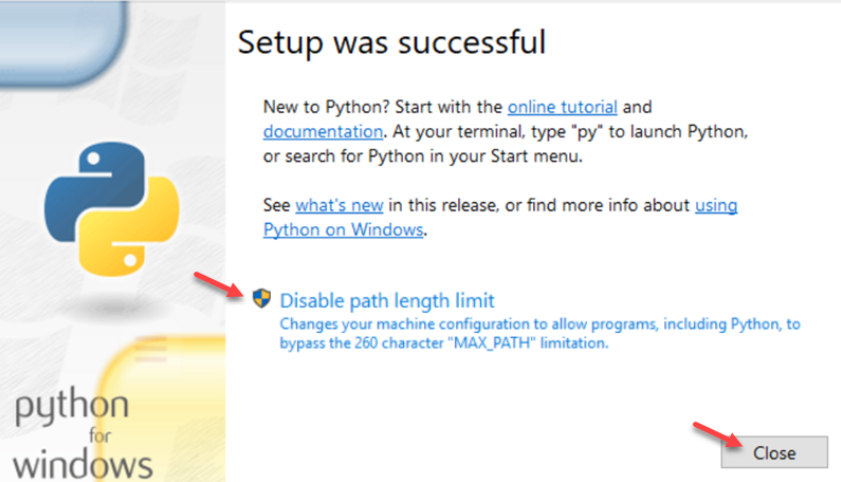 Setup was successful
New to Python? Start with the online tutorial and
documentation. At your terminal, type "py" to launch Python,
or search for Python in your Start menu.
See what's new in this release, or find more info about using
Python on Windows.
Disable path length limit
Changes your machine configuration to allow programs, including Python, to
bypass the 260 character "MAX_PATH" limitation.
python
for
windows
Close